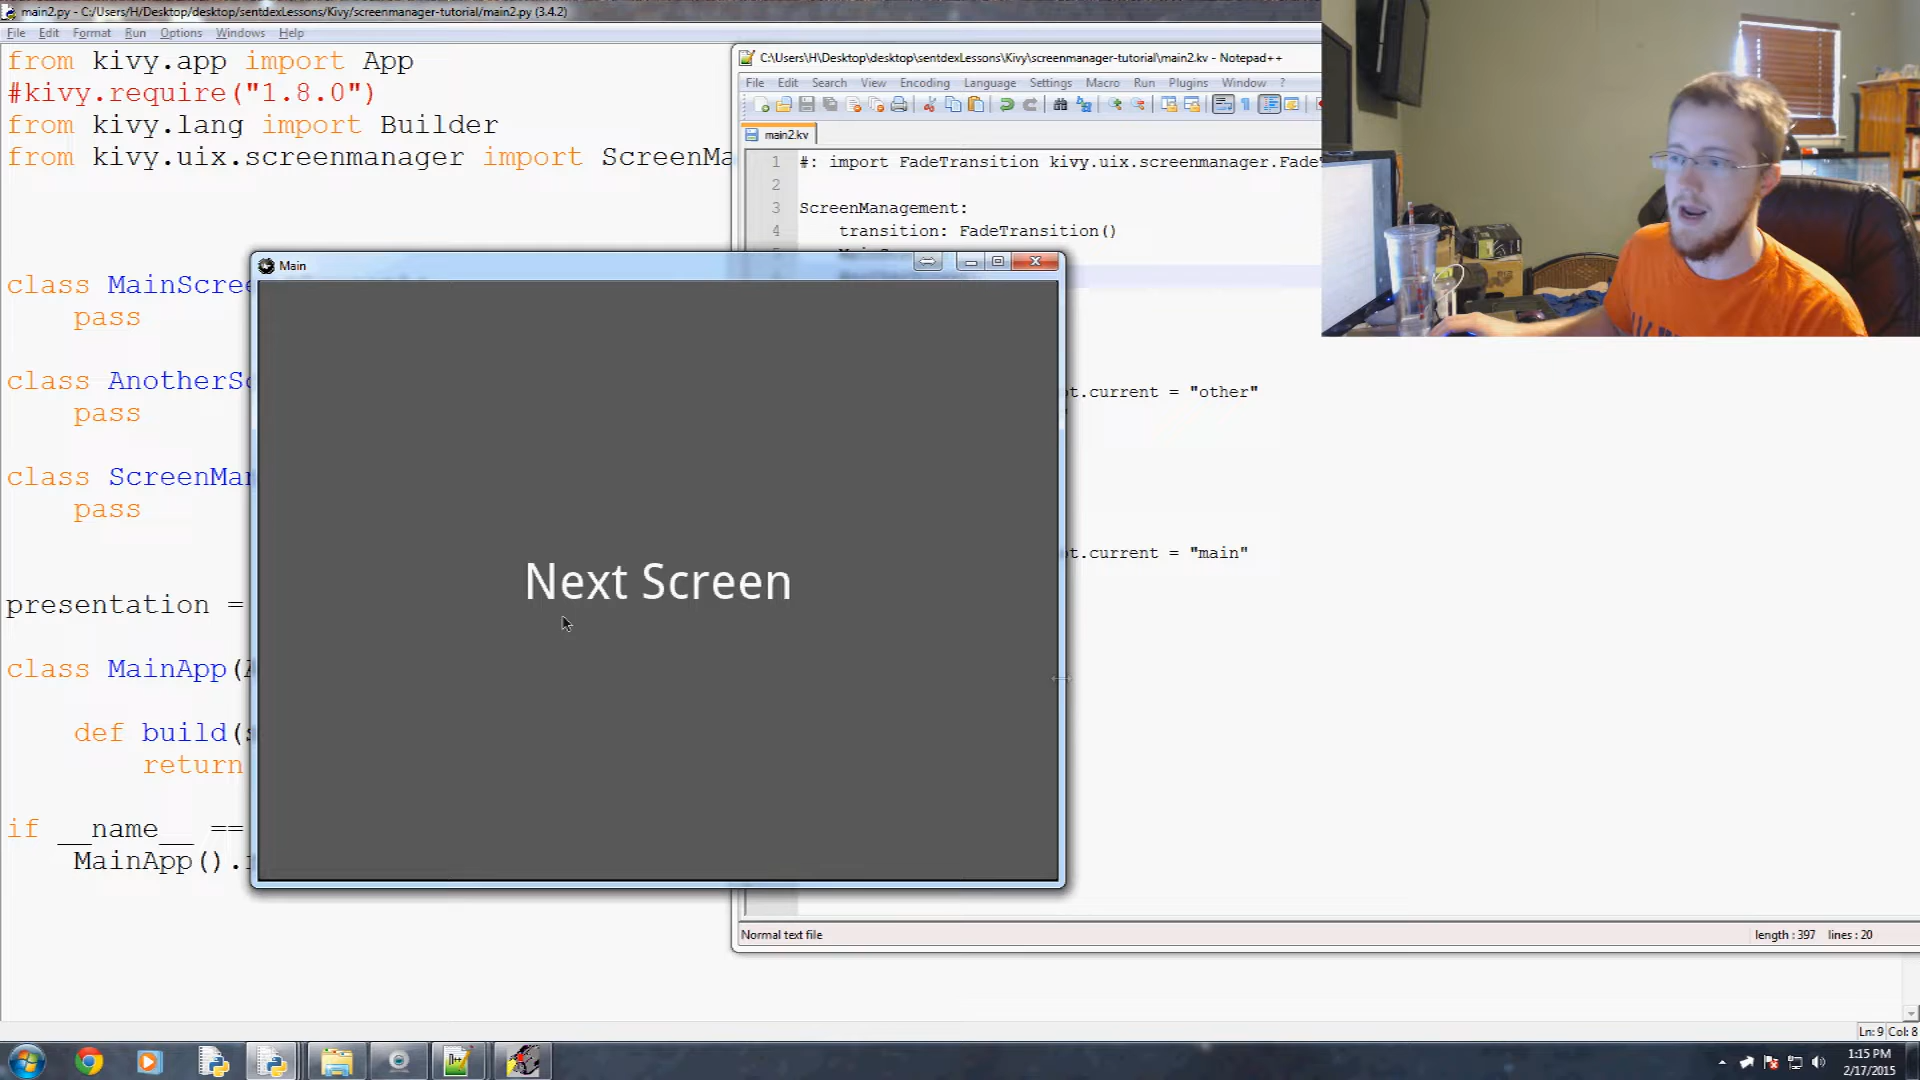 main2.py - C:/Users/H/Desktop/desktop/sentdexLessons/Kivy/screenmanager-tutorial/main2.py (3.4.2)
File Edit Format Run Options Windows Help
from kivy.app import App
#kivy.require("1.8.0")
from kivy.lang import Builder
from kivy.uix.screenmanager import ScreenMa
class MainScree
pass
class AnotherSc
pass
class ScreenMan
pass
presentation =
class MainApp(
def build(
return
if __name__ ==
MainApp().
C:\Users\H\Desktop\desktop\sentdexLessons\Kivy\screenmanager-tutorial\main2.kv - Notepad++
File Edit Search View Encoding Language Settings Macro Run Plugins Window ?
main2.kv
1 #: import FadeTransition kivy.uix.screenmanager.Fade
2
3 ScreenManagement:
4 transition: FadeTransition()
t.current = "other"
t.current = "main"
Main
Next Screen
Normal text file
length : 397 lines : 20
Ln: 9 Col: 8
1:15 PM
2/17/2015